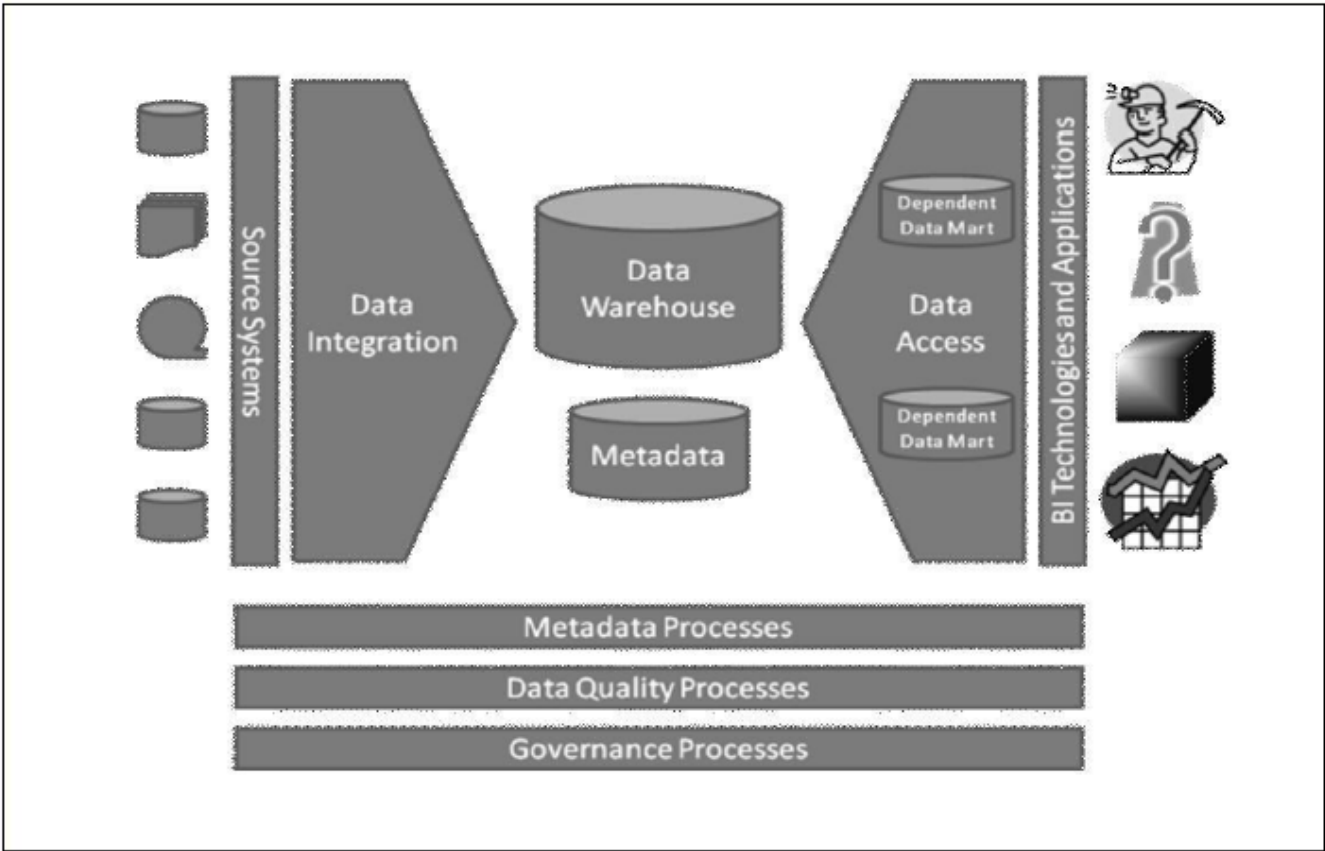 Source Systems
Data
Integration
Data
Warehouse
Metadata
Dependent
Data Mart
Data
Access
Dependent
Data Mart
BI Technologies and Applications
Metadata Processes
Data Quality Processes
Governance Processes